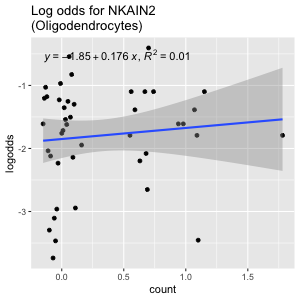 Log odds for NKAIN2
(Oligodendrocytes)
y = −1.85 + 0.176 x, R² = 0.01
-1
-2
-3
logodds
0.0 0.5 1.0 1.5
count